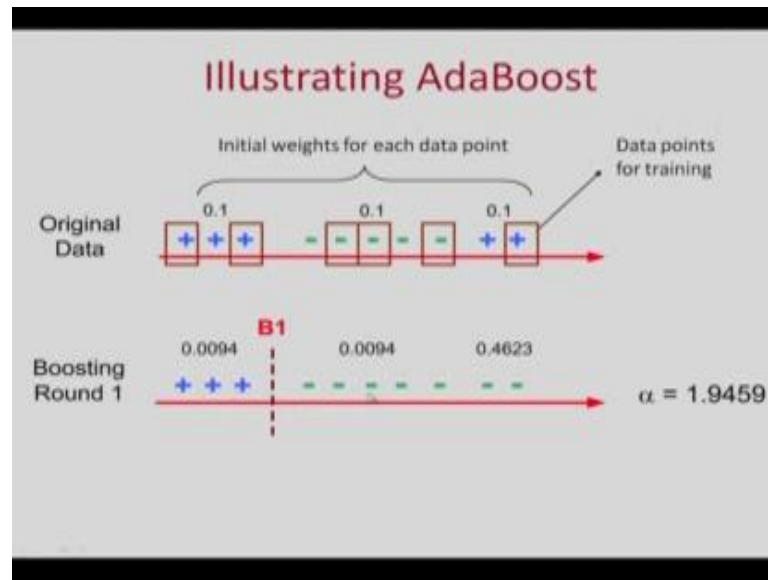 Illustrating AdaBoost
Initial weights for each data point
Data points
for training
0.1
0.1
0.1
Original
Data
+ + + - - - - - + +
B1
0.0094
0.0094
0.4623
Boosting
Round 1
+ + + - - - - - - -
α = 1.9459